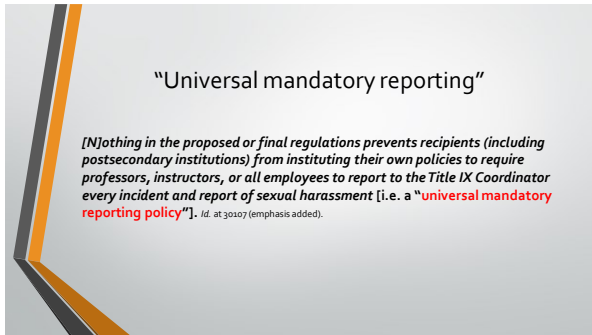 “Universal mandatory reporting”
[N]othing in the proposed or final regulations prevents recipients (including
postsecondary institutions) from instituting their own policies to require
professors, instructors, or all employees to report to the Title IX Coordinator
every incident and report of sexual harassment [i.e. a “universal mandatory
reporting policy”]. Id. at 30107 (emphasis added).